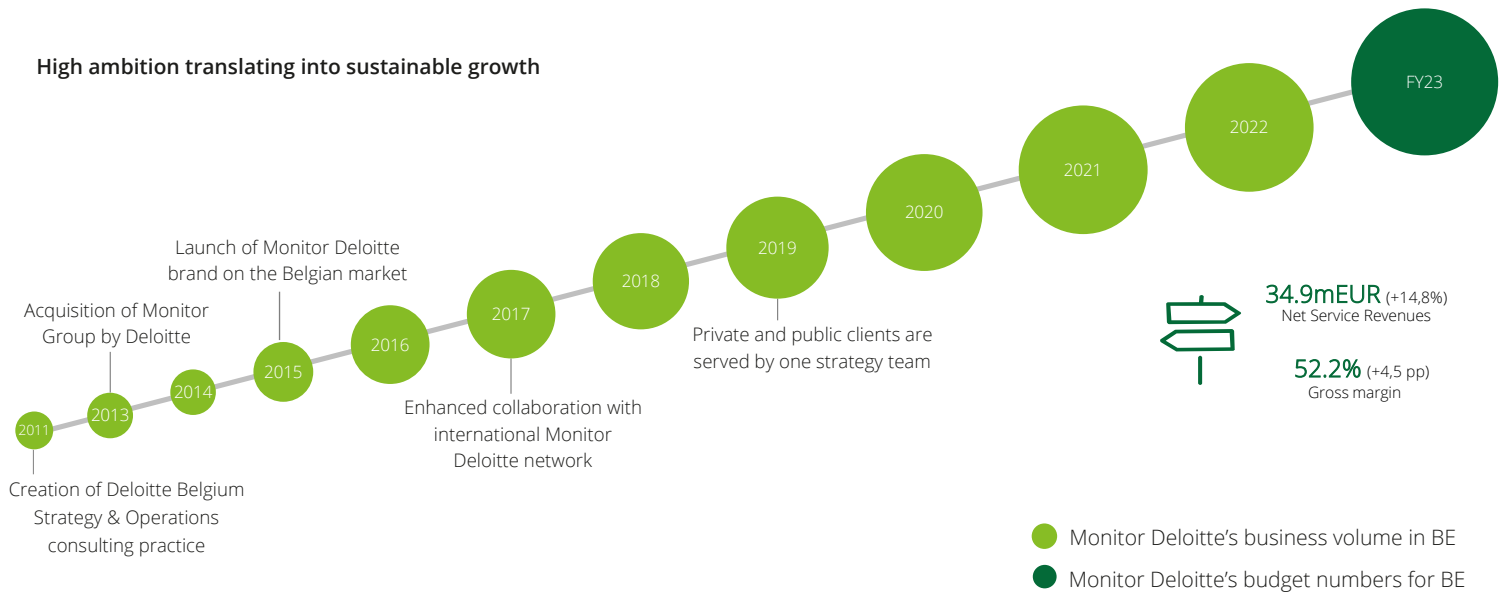 High ambition translating into sustainable growth
FY23
2022
2021
2020
2019
2018
2017
2016
2015
2014
2013
2011
Launch of Monitor Deloitte
brand on the Belgian market
Acquisition of Monitor
Group by Deloitte
Private and public clients are
served by one strategy team
Enhanced collaboration with
international Monitor
Deloitte network
Creation of Deloitte Belgium
Strategy & Operations
consulting practice
34.9mEUR (+14,8%)
Net Service Revenues
52.2% (+4,5 pp)
Gross margin
Monitor Deloitte’s business volume in BE
Monitor Deloitte’s budget numbers for BE